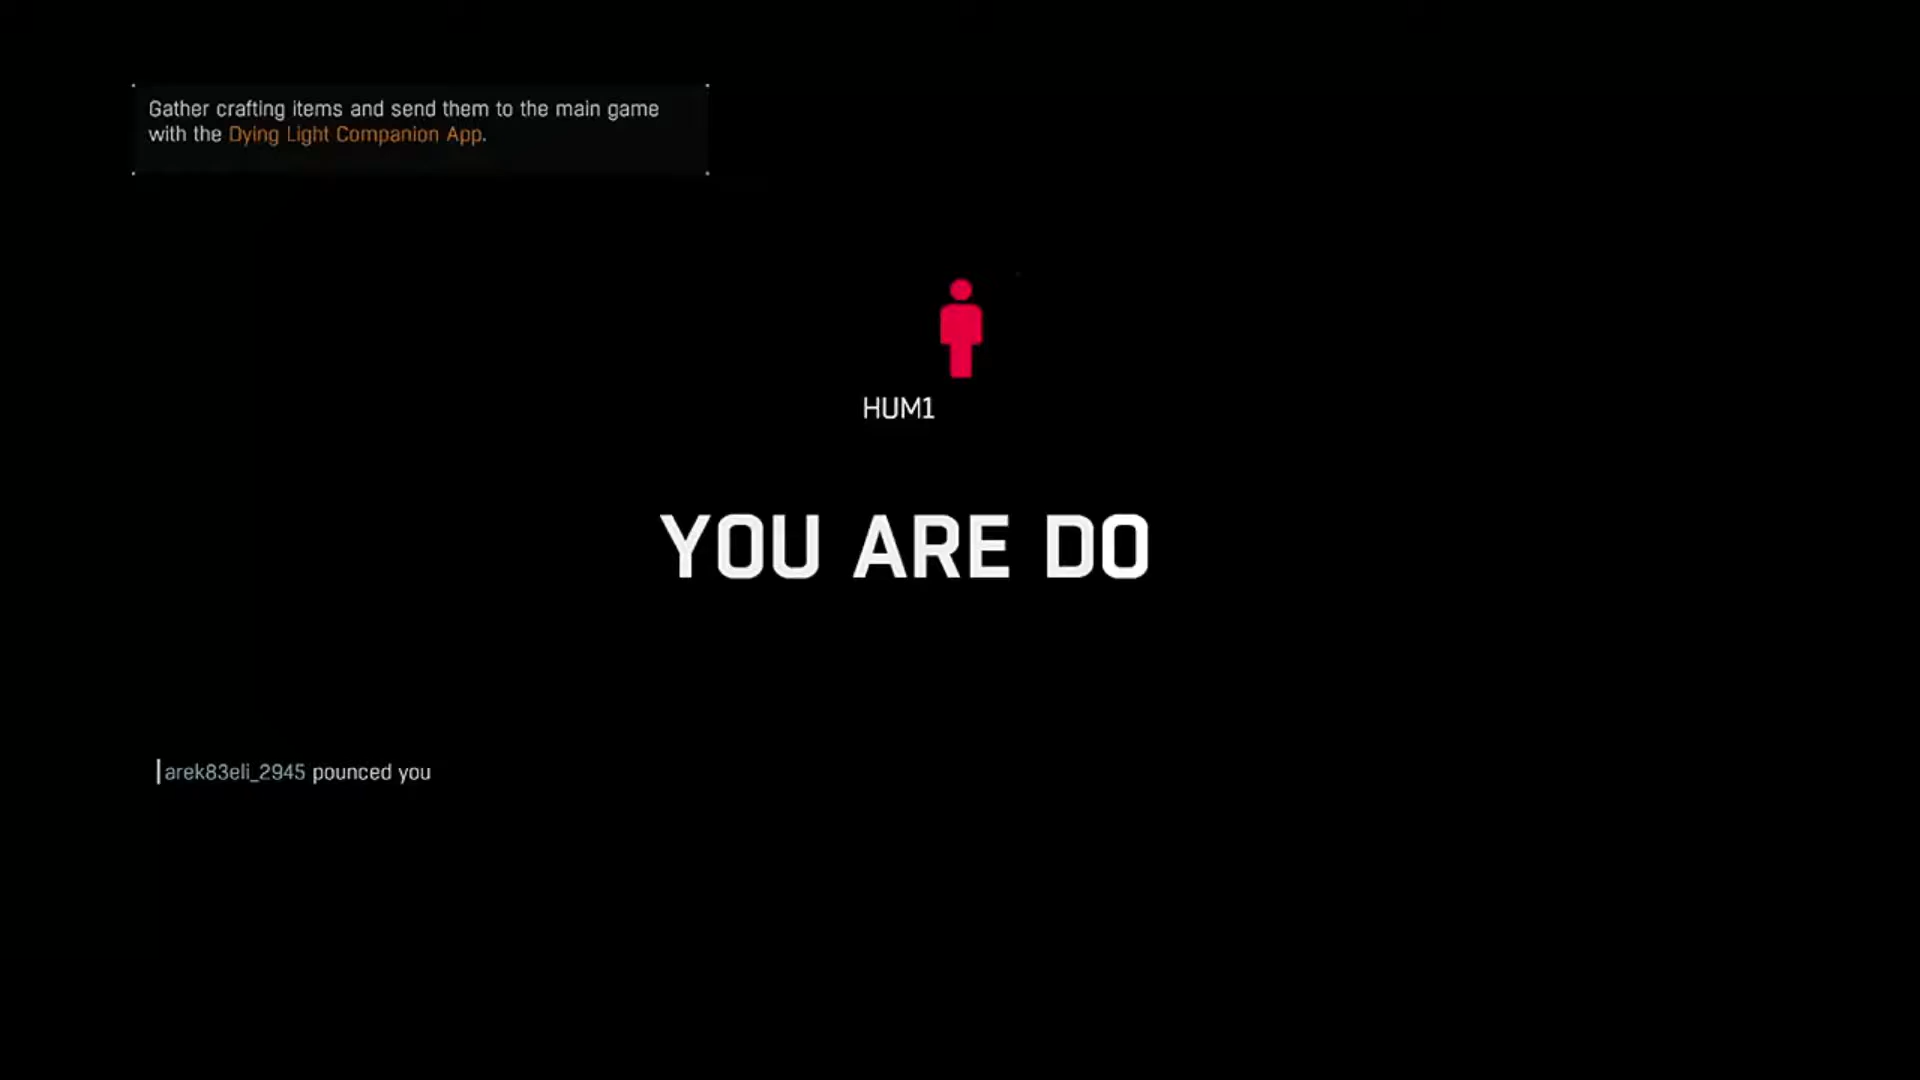 Gather crafting items and send them to the main game
with the Dying Light Companion App.
HUM1
YOU ARE DO
arek83eli_2945 pounced you